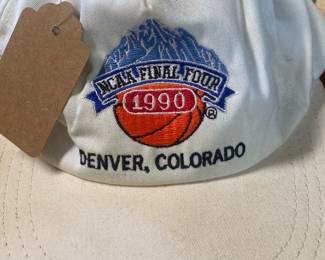 NCAA FINAL FOUR
1990
®
DENVER, COLORADO